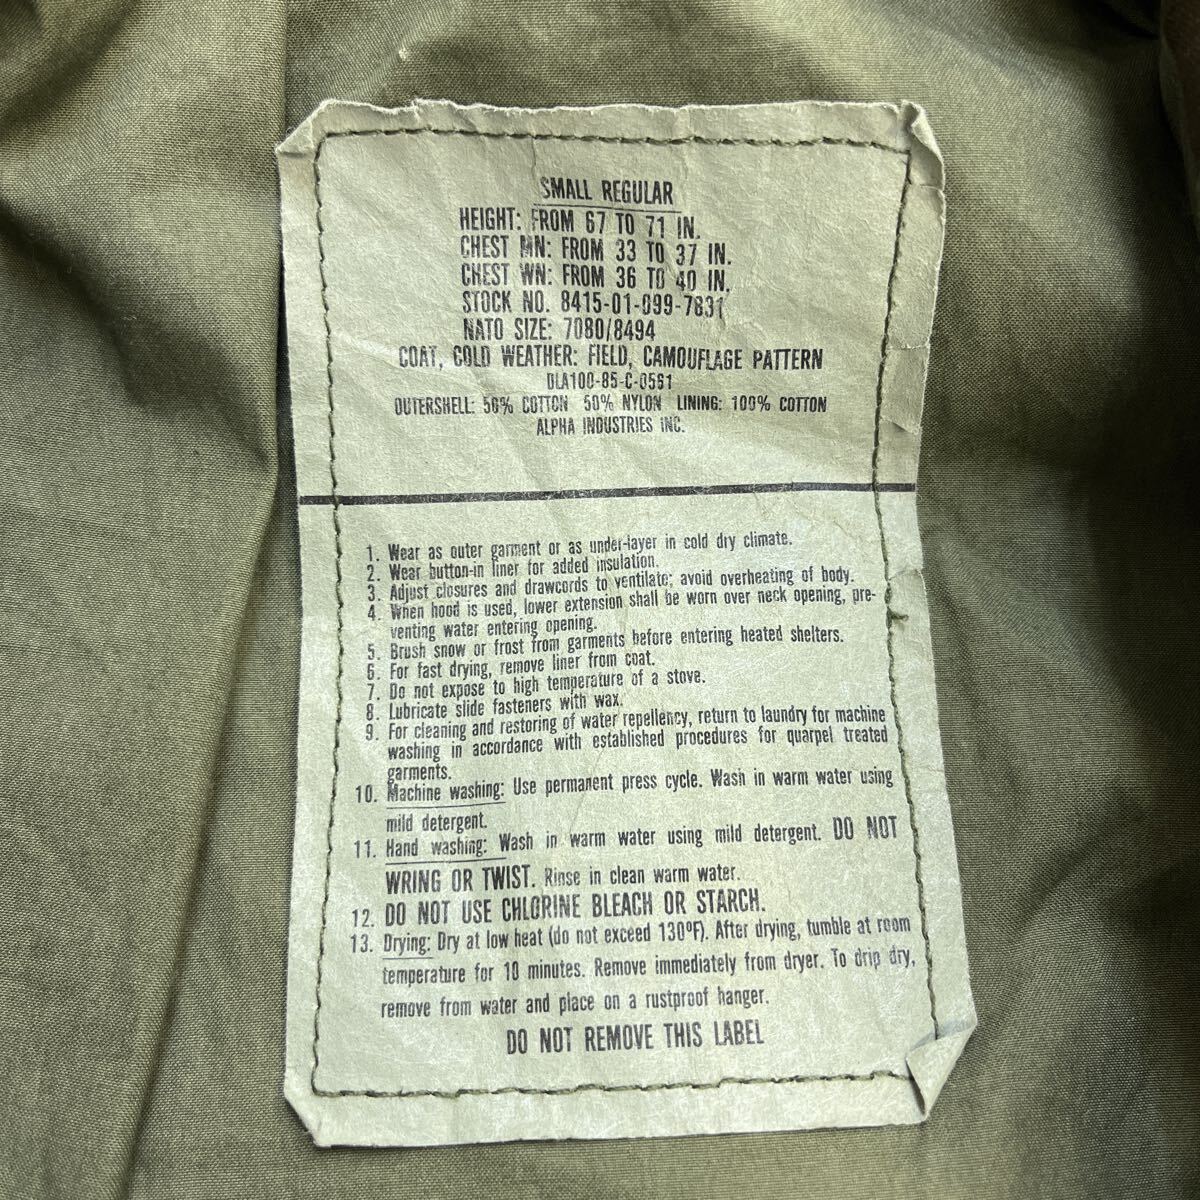 SMALL REGULAR
HEIGHT: FROM 67 TO 71 IN.
CHEST MN: FROM 33 TO 37 IN.
CHEST WN: FROM 36 TO 40 IN.
STOCK NO. 8415-01-099-7831
NATO SIZE: 7080/8494
COAT, COLD WEATHER: FIELD, CAMOUFLAGE PATTERN
DLA100-85-C-0561
OUTERSHELL: 50% COTTON 50% NYLON LINING: 100% COTTON
ALPHA INDUSTRIES INC.
1. Wear as outer garment or as under-layer in cold dry climate.
2. Wear button-in liner for added insulation.
3. Adjust closures and drawcords to ventilate; avoid overheating of body.
4. When hood is used, lower extension shall be worn over neck opening, pre-
venting water entering opening.
5. Brush snow or frost from garments before entering heated shelters.
6. For fast drying, remove liner from coat.
7. Do not expose to high temperature of a stove.
8. Lubricate slide fasteners with wax.
9. For cleaning and restoring of water repellency, return to laundry for machine
washing in accordance with established procedures for quarpel treated
garments.
10. Machine washing: Use permanent press cycle. Wash in warm water using
mild detergent.
11. Hand washing: Wash in warm water using mild detergent. DO NOT
WRING OR TWIST. Rinse in clean warm water.
12. DO NOT USE CHLORINE BLEACH OR STARCH.
13. Drying: Dry at low heat (do not exceed 130ºF). After drying, tumble at room
temperature for 10 minutes. Remove immediately from dryer. To drip dry,
remove from water and place on a rustproof hanger.
DO NOT REMOVE THIS LABEL